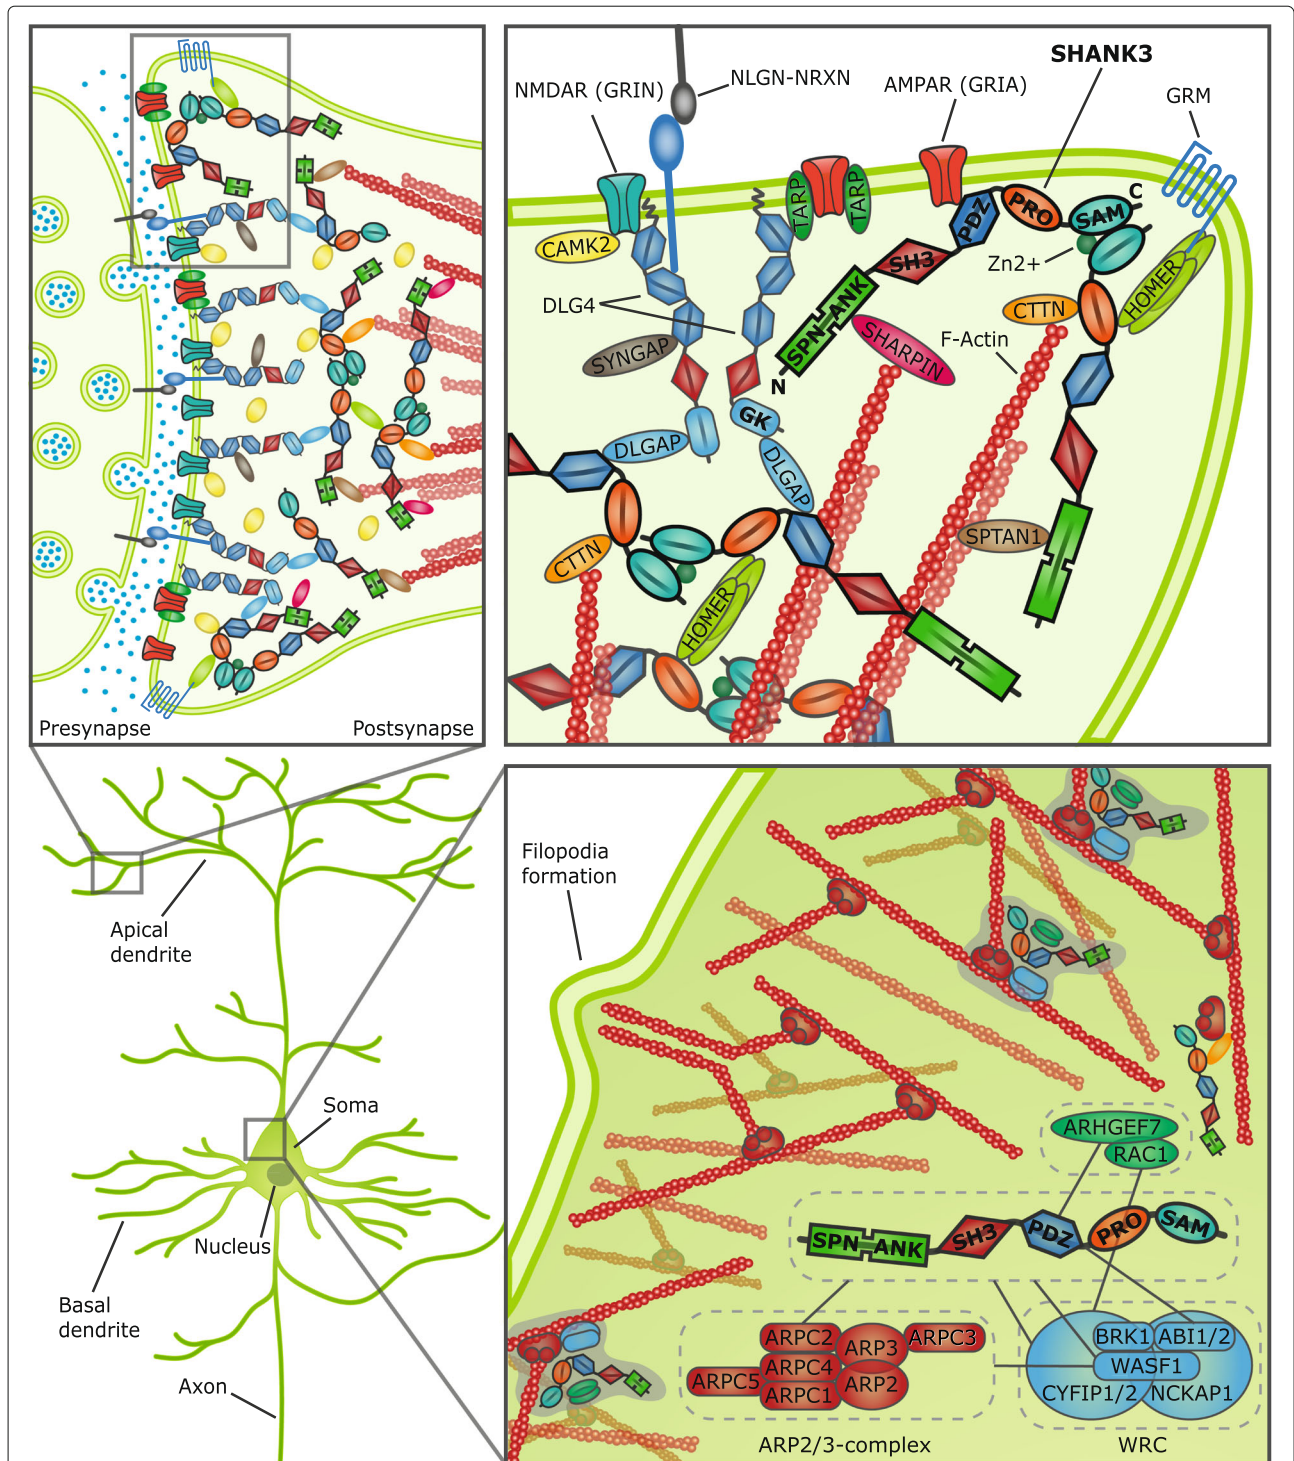 Presynapse
Postsynapse
NMDAR (GRIN)
NLGN-NRXN
AMPAR (GRIA)
SHANK3
GRM
TARP
TARP
CAMK2
PDZ
PRO
SAM
C
SH3
Zn2+
HOMER
DLG4
SPN
ANK
CTTN
SYNGAP
SHARPIN
F-Actin
N
GK
DLGAP
DLGAP
SPTAN1
CTTN
HOMER
Apical
dendrite
Soma
Nucleus
Basal
dendrite
Axon
Filopodia
formation
ARHGEF7
RAC1
SPN
ANK
SH3
PDZ
PRO
SAM
ARPC2
ARP3
ARPC3
ARPC4
ARPC5
ARPC1
ARP2
BRK1
ABI1/2
WASF1
CYFIP1/2
NCKAP1
ARP2/3-complex
WRC